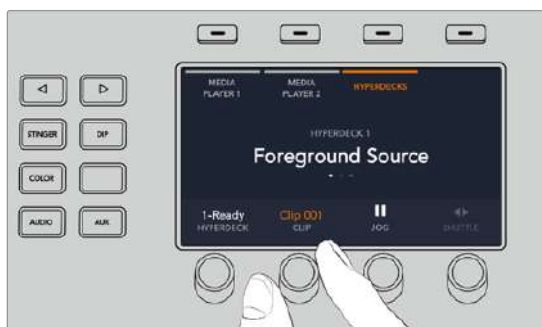 MEDIA PLAYER 1
MEDIA PLAYER 2
HYPERDECKS
HYPERDECK 1
Foreground Source
1-Ready
HYPERDECK
Clip 001
CLIP
JOG
SHUTTLE
STINGER
DIP
COLOR
AUDIO
AUX